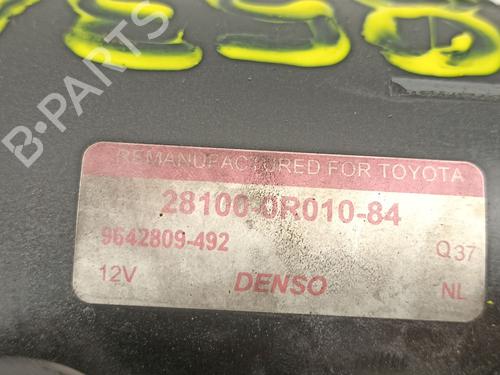 B-PARTS
REMANUFACTURED FOR TOYOTA
28100-0R010-84
9642809-492
Q37
12V
DENSO
NL